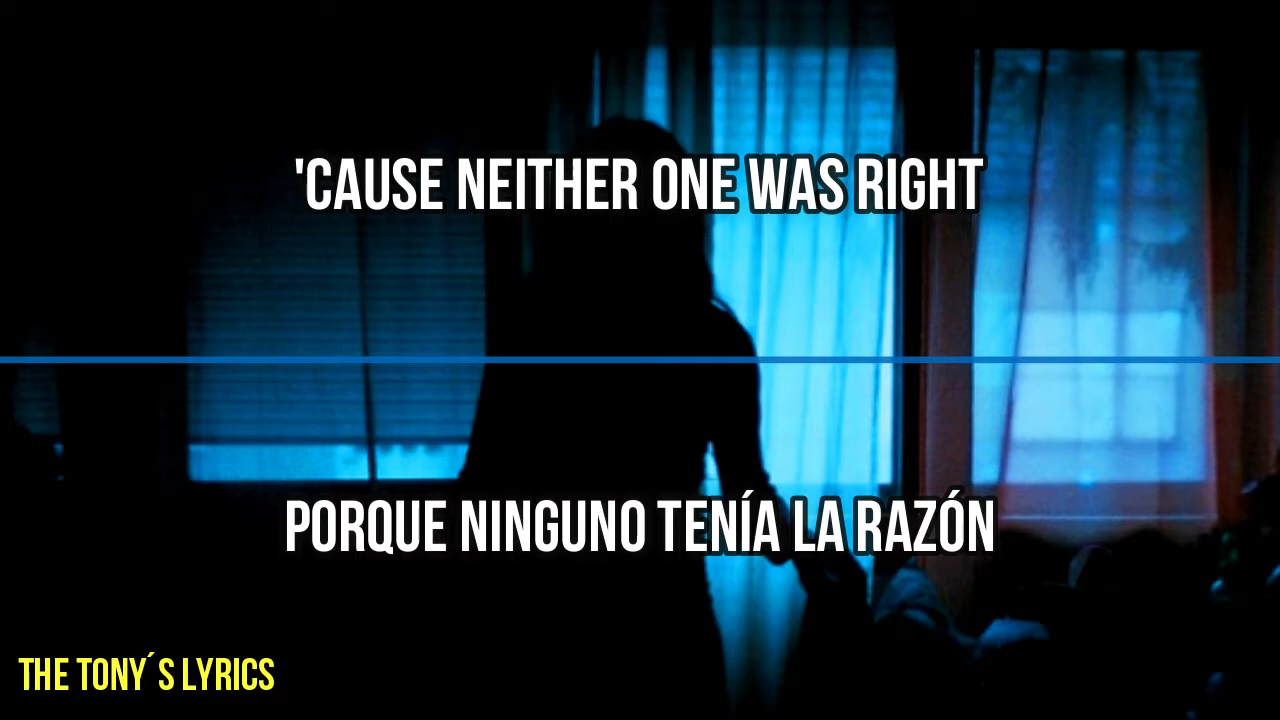 'CAUSE NEITHER ONE WAS RIGHT
PORQUE NINGUNO TENÍA LA RAZÓN
THE TONY´S LYRICS